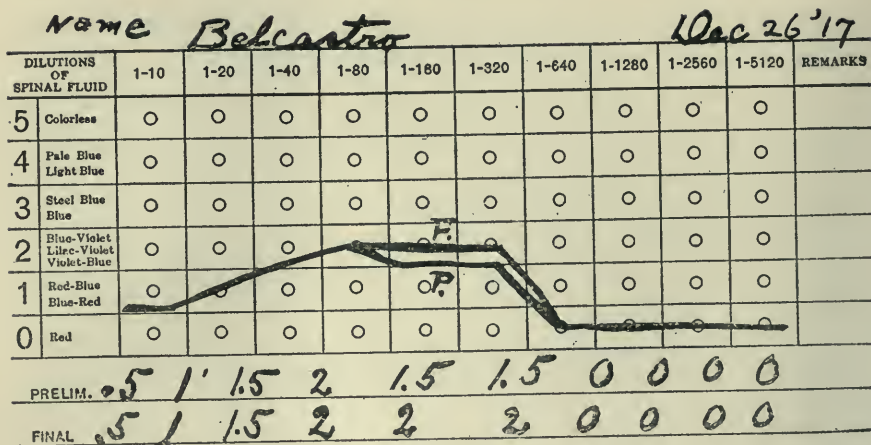 Name Belcastro Dec 26 '17
DILUTIONS OF SPINAL FLUID 1-10 1-20 1-40 1-80 1-160 1-320 1-640 1-1280 1-2560 1-5120 REMARKS
5 Colorless
4 Pale Blue
Light Blue
3 Steel Blue
Blue
F.
2 Blue-Violet
Lilac-Violet
Violet-Blue
P.
1 Red-Blue
Blue-Red
0 Red
PRELIM. .5 1 1.5 2 1.5 1.5 0 0 0 0
FINAL .5 1 1.5 2 2 2 0 0 0 0